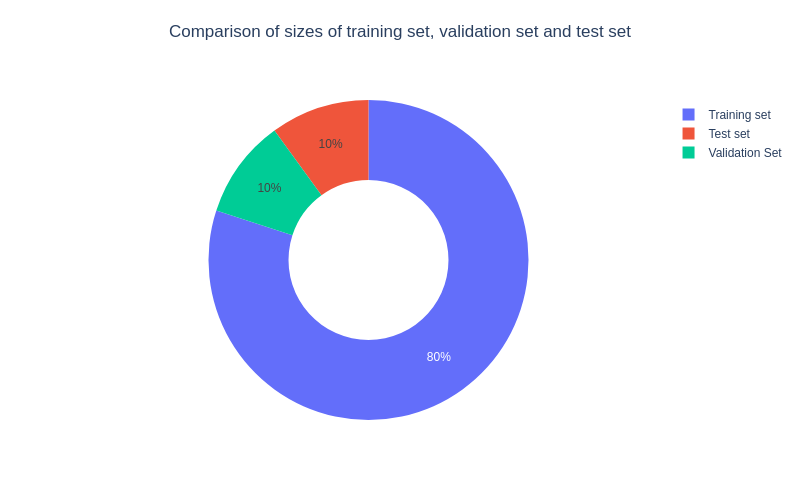 Comparison of sizes of training set, validation set and test set
Training set
Test set
Validation Set
10%
10%
80%